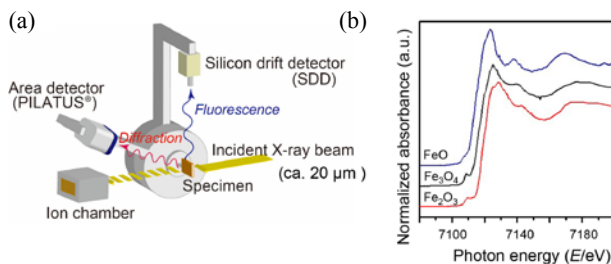 (a)
Silicon drift detector
(SDD)
Area detector
(PILATUS®)
Fluorescence
Diffraction
Incident X-ray beam
(ca. 20 μm )
Specimen
Ion chamber
(b)
Normalized absorbance (a.u.)
FeO
Fe₃O₄
Fe₂O₃
7100 7140 7180
Photon energy (E/eV)